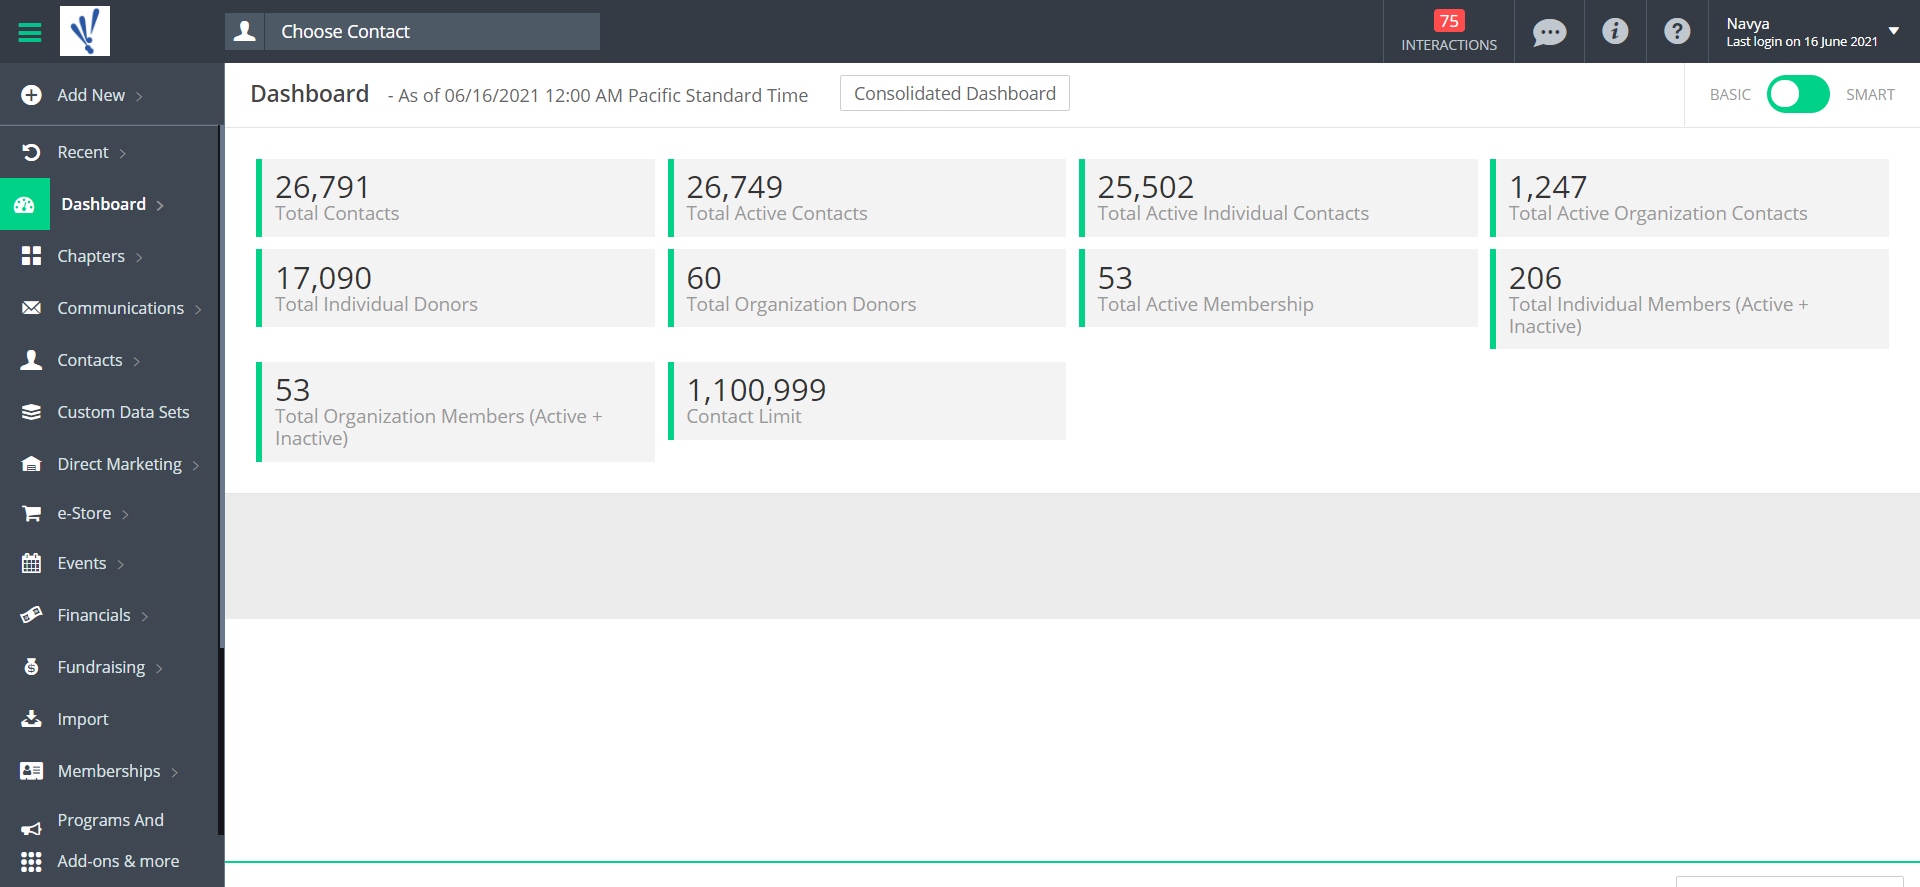 Choose Contact
75
INTERACTIONS
Navya
Last login on 16 June 2021
Add New
Recent
Dashboard
Chapters
Communications
Contacts
Custom Data Sets
Direct Marketing
e-Store
Events
Financials
Fundraising
Import
Memberships
Programs And
Add-ons & more
Dashboard - As of 06/16/2021 12:00 AM Pacific Standard Time
Consolidated Dashboard
BASIC
SMART
26,791
Total Contacts
26,749
Total Active Contacts
25,502
Total Active Individual Contacts
1,247
Total Active Organization Contacts
17,090
Total Individual Donors
60
Total Organization Donors
53
Total Active Membership
206
Total Individual Members (Active +
Inactive)
53
Total Organization Members (Active +
Inactive)
1,100,999
Contact Limit